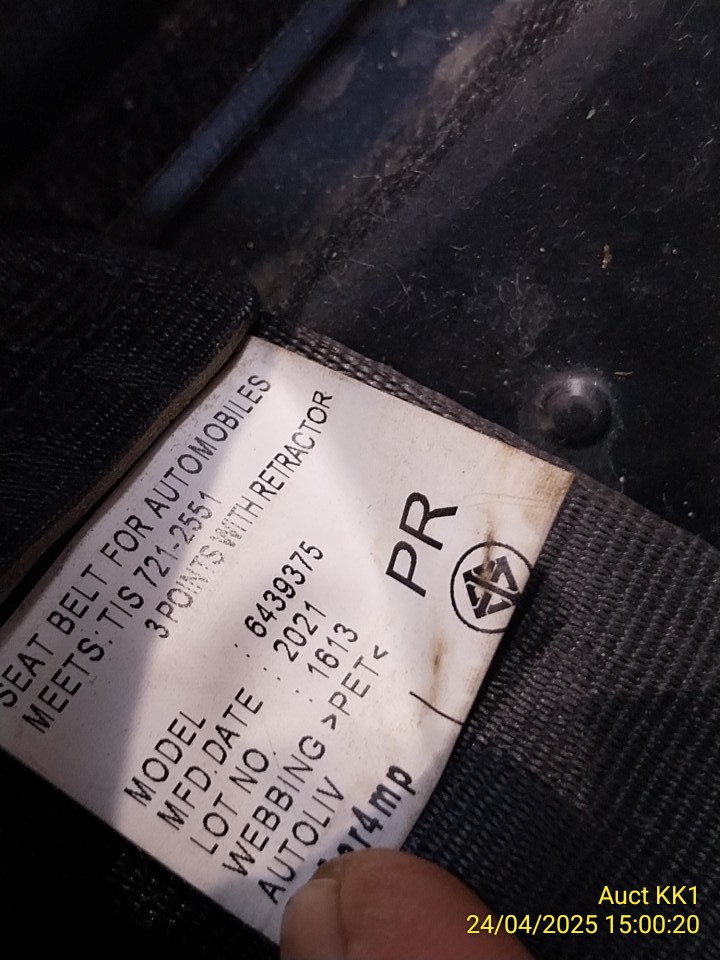 SEAT BELT FOR AUTOMOBILES
MEETS: TIS 721-2551
3 POINTS WITH RETRACTOR
MODEL : 6439375
MFD.DATE : 2021
LOT NO : 1613
WEBBING >PET<
AUTOLIV
PR
Auct KK1
24/04/2025 15:00:20